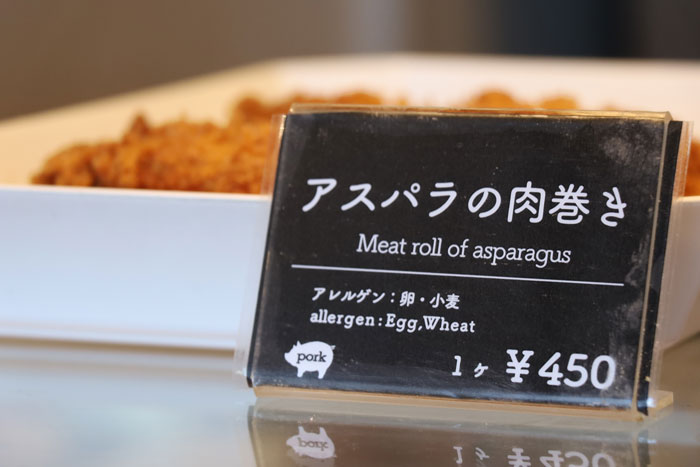 アスパラの肉巻き
Meat roll of asparagus
アレルゲン：卵・小麦
allergen:Egg,Wheat
pork
1ヶ ¥450